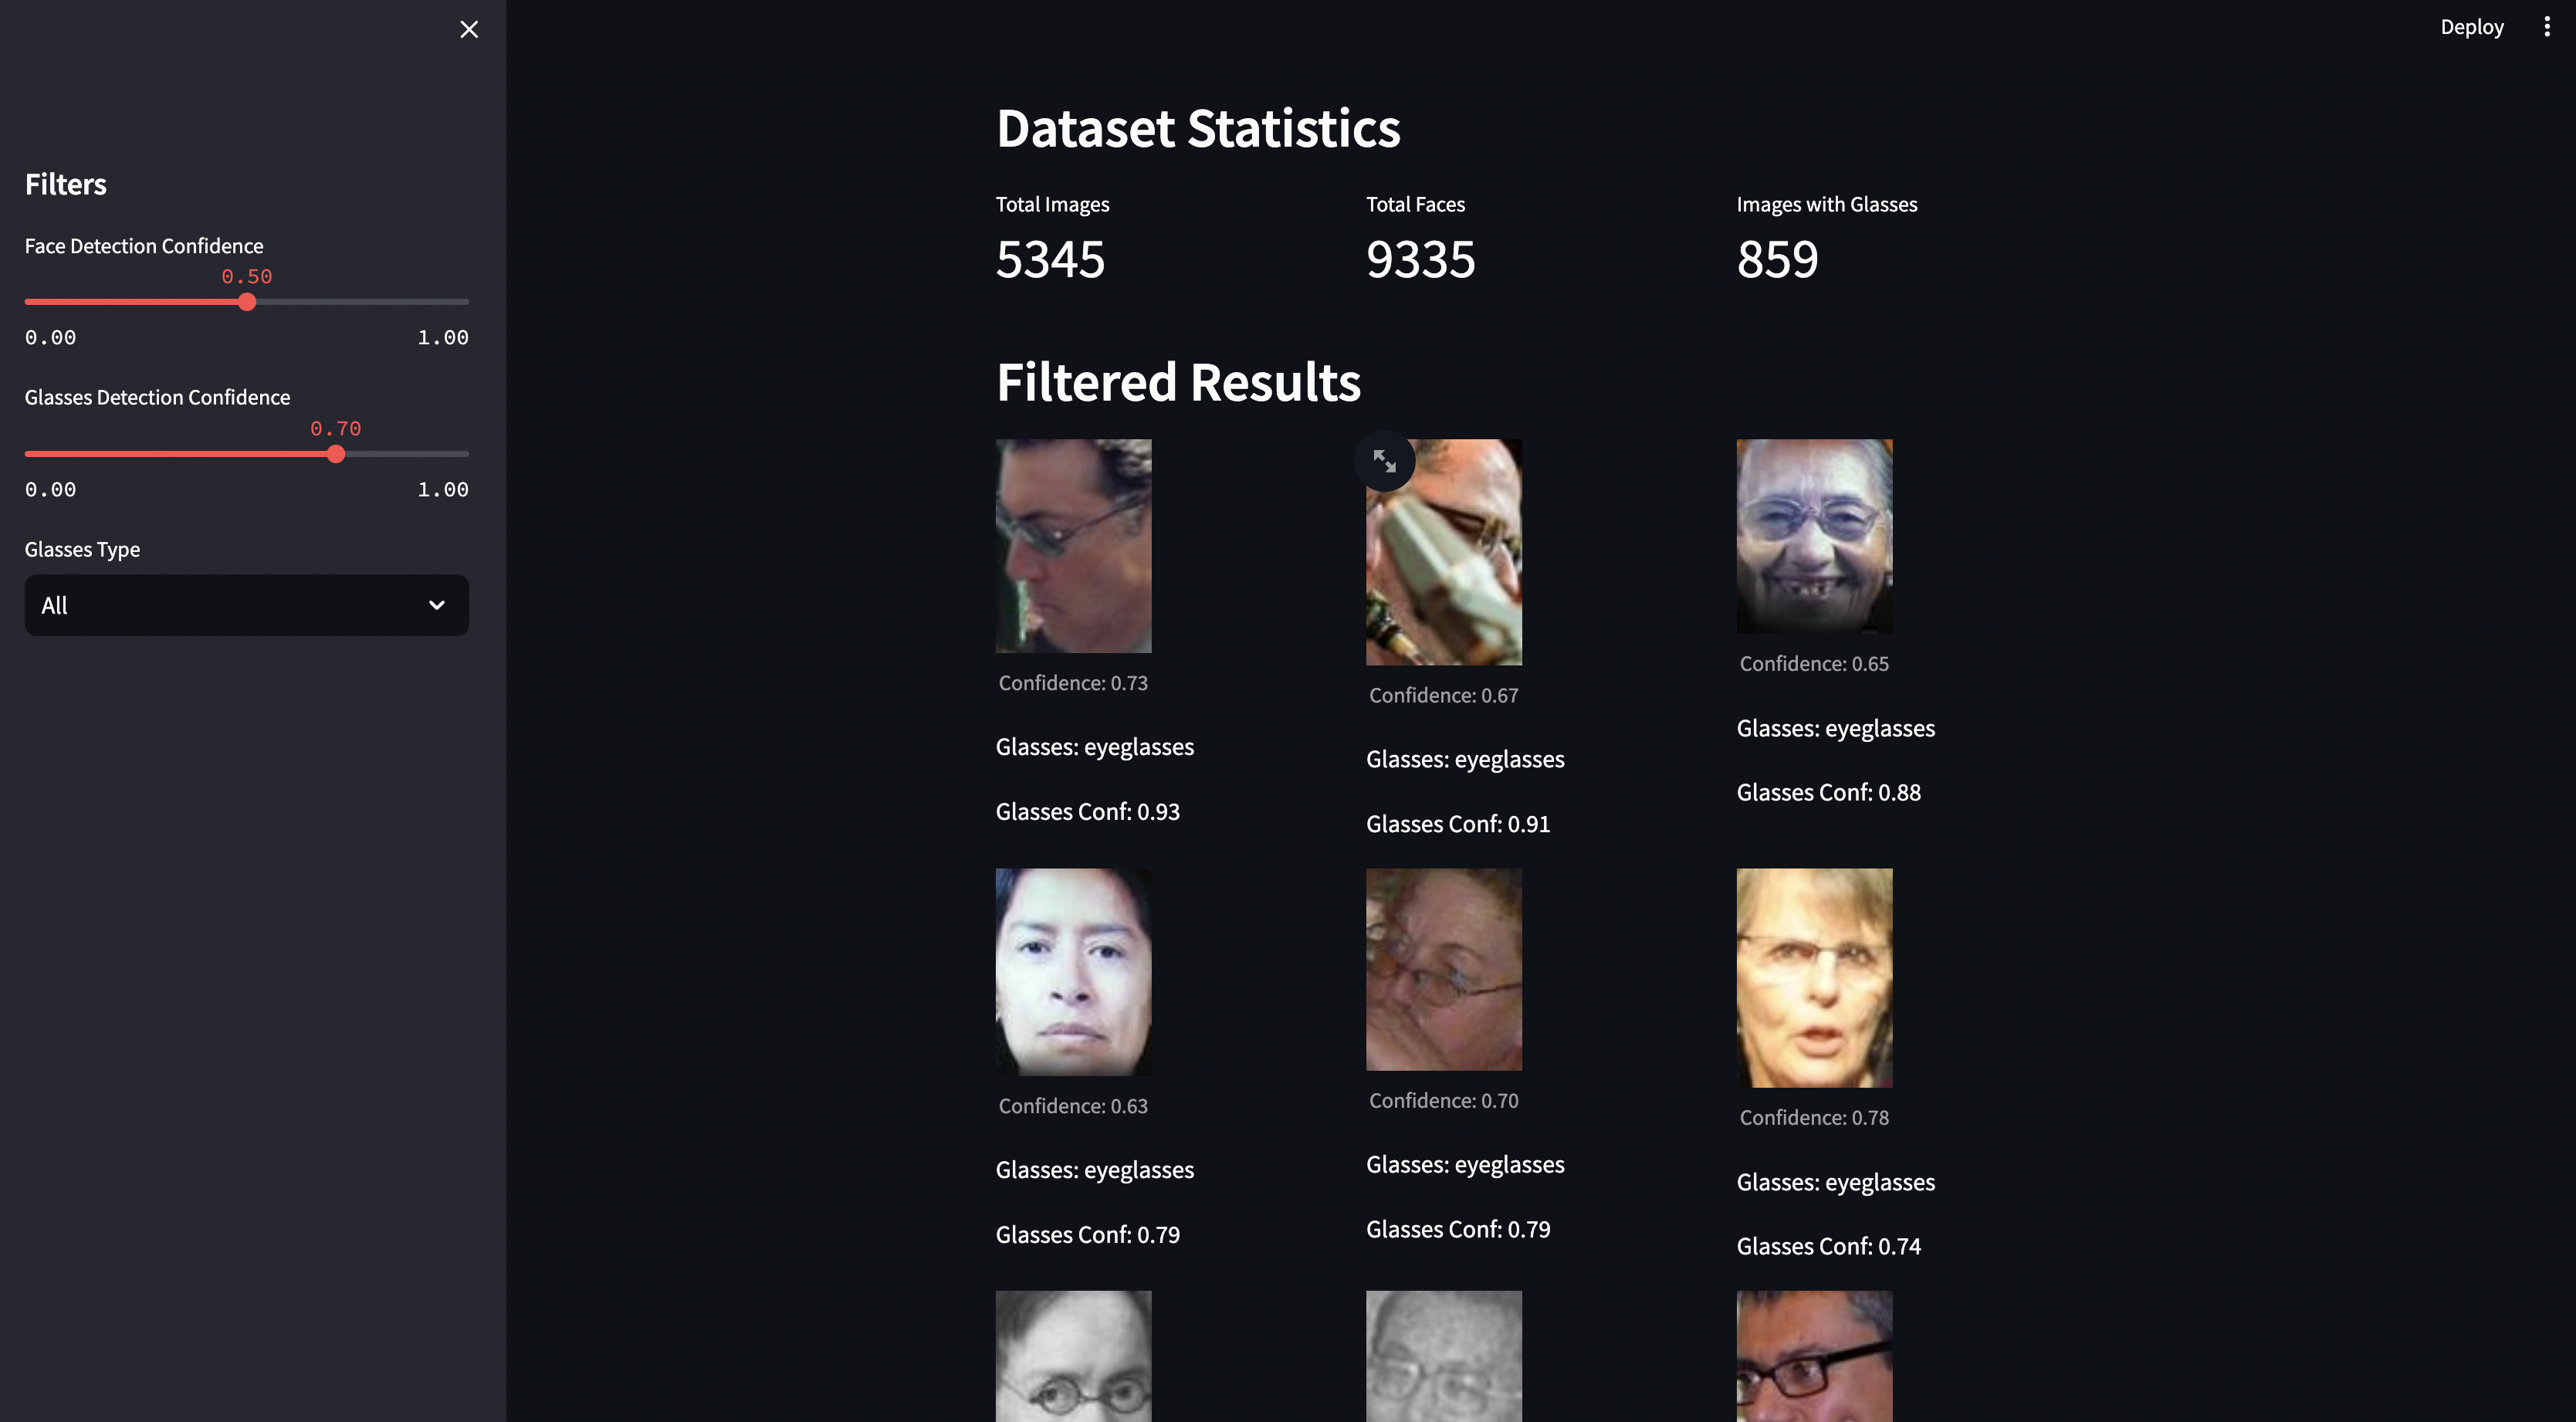 Deploy
Filters
Face Detection Confidence
0.50
0.00 1.00
Glasses Detection Confidence
0.70
0.00 1.00
Glasses Type
All
Dataset Statistics
Total Images Total Faces Images with Glasses
5345 9335 859
Filtered Results
Confidence: 0.73
Glasses: eyeglasses
Glasses Conf: 0.93
Confidence: 0.67
Glasses: eyeglasses
Glasses Conf: 0.91
Confidence: 0.65
Glasses: eyeglasses
Glasses Conf: 0.88
Confidence: 0.63
Glasses: eyeglasses
Glasses Conf: 0.79
Confidence: 0.70
Glasses: eyeglasses
Glasses Conf: 0.79
Confidence: 0.78
Glasses: eyeglasses
Glasses Conf: 0.74